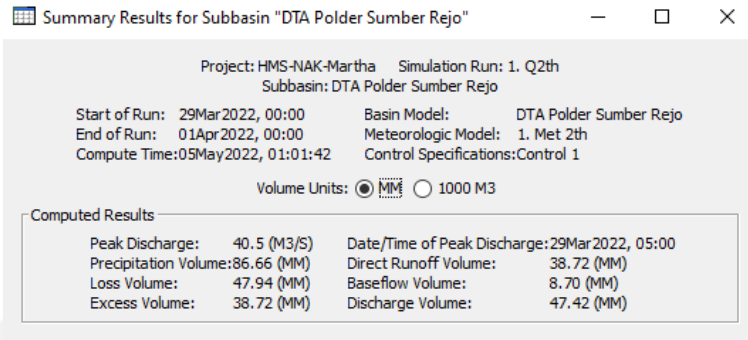 Summary Results for Subbasin "DTA Polder Sumber Rejo"
Project: HMS-NAK-Martha Simulation Run: 1. Q2th
Subbasin: DTA Polder Sumber Rejo
Start of Run: 29Mar2022, 00:00 Basin Model: DTA Polder Sumber Rejo
End of Run: 01Apr2022, 00:00 Meteorologic Model: 1. Met 2th
Compute Time:05May2022, 01:01:42 Control Specifications:Control 1
Volume Units: MM 1000 M3
Computed Results
Peak Discharge: 40.5 (M3/S) Date/Time of Peak Discharge:29Mar2022, 05:00
Precipitation Volume:86.66 (MM) Direct Runoff Volume: 38.72 (MM)
Loss Volume: 47.94 (MM) Baseflow Volume: 8.70 (MM)
Excess Volume: 38.72 (MM) Discharge Volume: 47.42 (MM)